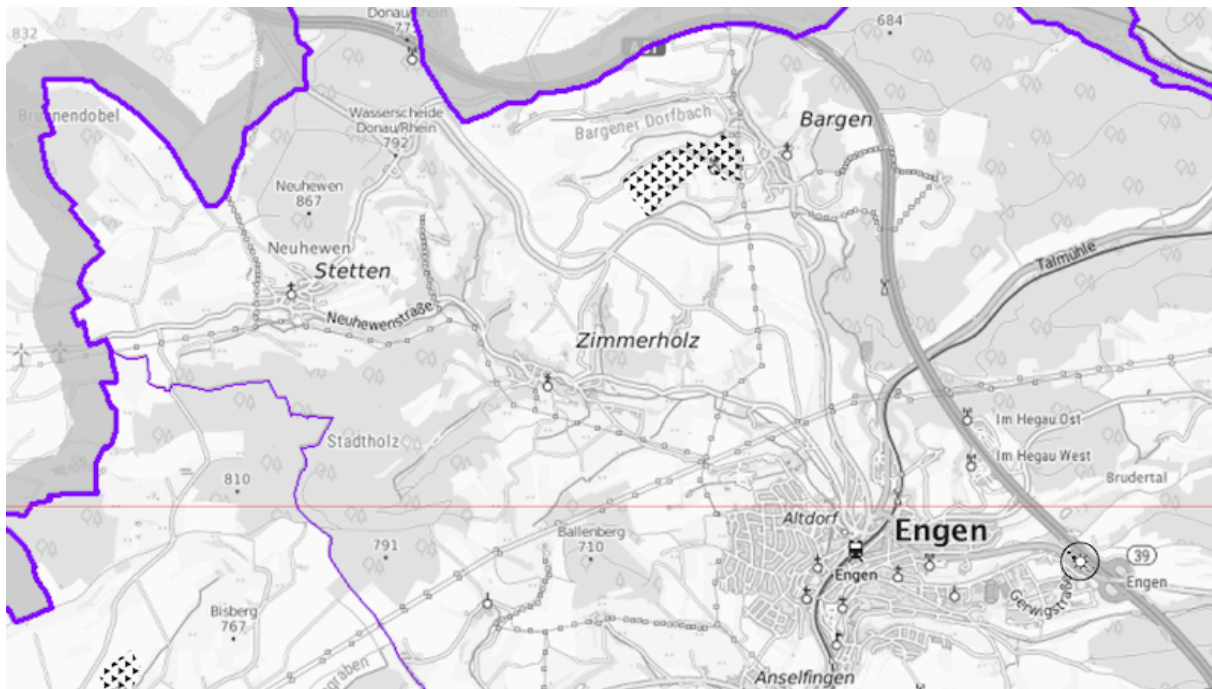 Donau/Rhein
684
832
Brunnendobel
Wasserscheide
Donau/Rhein
792
Bargener Dorfbach
Bargen
Neuhewen
867
Neuhewen
Stetten
Talmühle
Neuhewenstraße
Zimmerholz
Im Hegau Ost
Stadtholz
Im Hegau West
Brudertal
810
Altdorf
Engen
Ballenberg
710
791
39
Engen
Engen
Gerwigstraße
Bisberg
767
Anselfingen